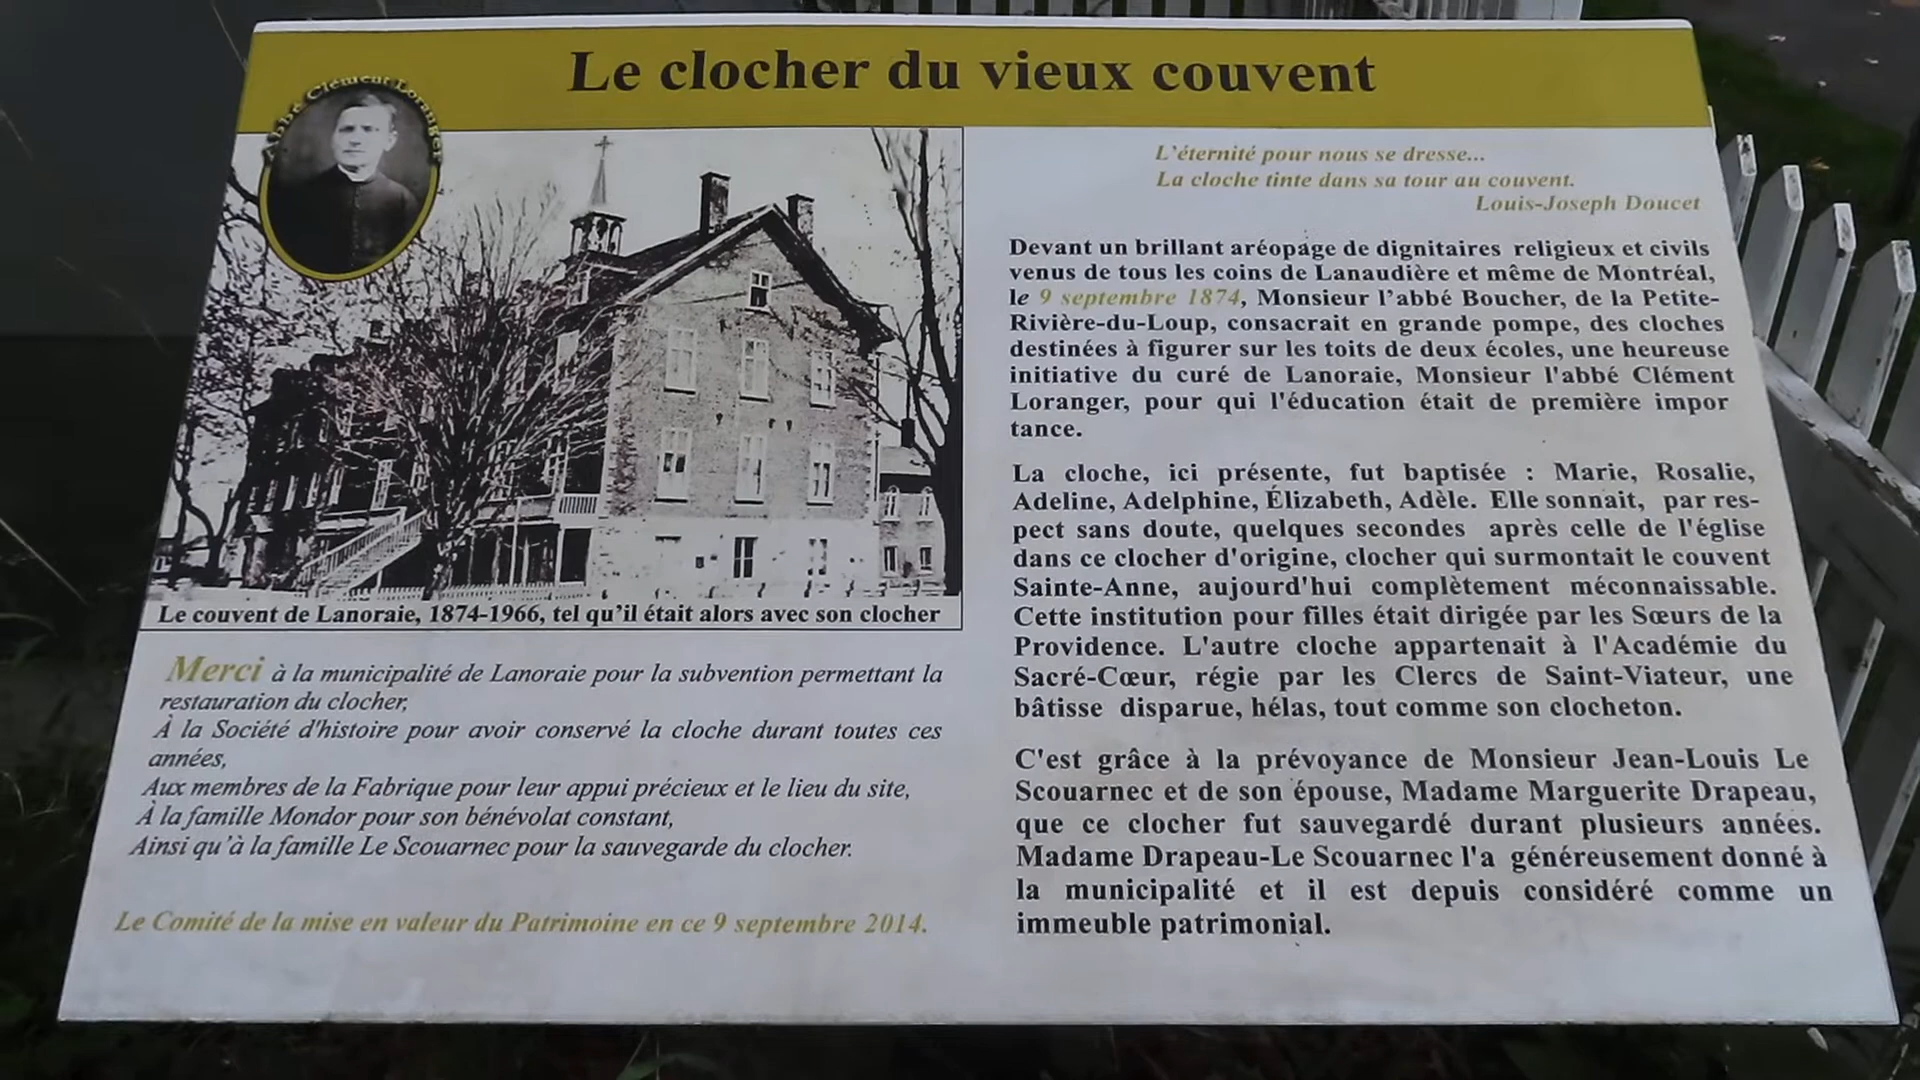 Le clocher du vieux couvent
Abbé Clément Loranger
Le couvent de Lanoraie, 1874-1966, tel qu'il était alors avec son clocher
Merci à la municipalité de Lanoraie pour la subvention permettant la
restauration du clocher,
À la Société d'histoire pour avoir conservé la cloche durant toutes ces
années,
Aux membres de la Fabrique pour leur appui précieux et le lieu du site,
À la famille Mondor pour son bénévolat constant,
Ainsi qu'à la famille Le Scouarnec pour la sauvegarde du clocher.
Le Comité de la mise en valeur du Patrimoine en ce 9 septembre 2014.
L'éternité pour nous se dresse...
La cloche tinte dans sa tour au couvent.
Louis-Joseph Doucet
Devant un brillant aréopage de dignitaires religieux et civils
venus de tous les coins de Lanaudière et même de Montréal,
le 9 septembre 1874, Monsieur l'abbé Boucher, de la Petite-
Rivière-du-Loup, consacrait en grande pompe, des cloches
destinées à figurer sur les toits de deux écoles, une heureuse
initiative du curé de Lanoraie, Monsieur l'abbé Clément
Loranger, pour qui l'éducation était de première impor
tance.
La cloche, ici présente, fut baptisée : Marie, Rosalie,
Adeline, Adelphine, Élizabeth, Adèle. Elle sonnait, par res-
pect sans doute, quelques secondes après celle de l'église
dans ce clocher d'origine, clocher qui surmontait le couvent
Sainte-Anne, aujourd'hui complètement méconnaissable.
Cette institution pour filles était dirigée par les Sœurs de la
Providence. L'autre cloche appartenait à l'Académie du
Sacré-Cœur, régie par les Clercs de Saint-Viateur, une
bâtisse disparue, hélas, tout comme son clocheton.
C'est grâce à la prévoyance de Monsieur Jean-Louis Le
Scouarnec et de son épouse, Madame Marguerite Drapeau,
que ce clocher fut sauvegardé durant plusieurs années.
Madame Drapeau-Le Scouarnec l'a généreusement donné à
la municipalité et il est depuis considéré comme un
immeuble patrimonial.